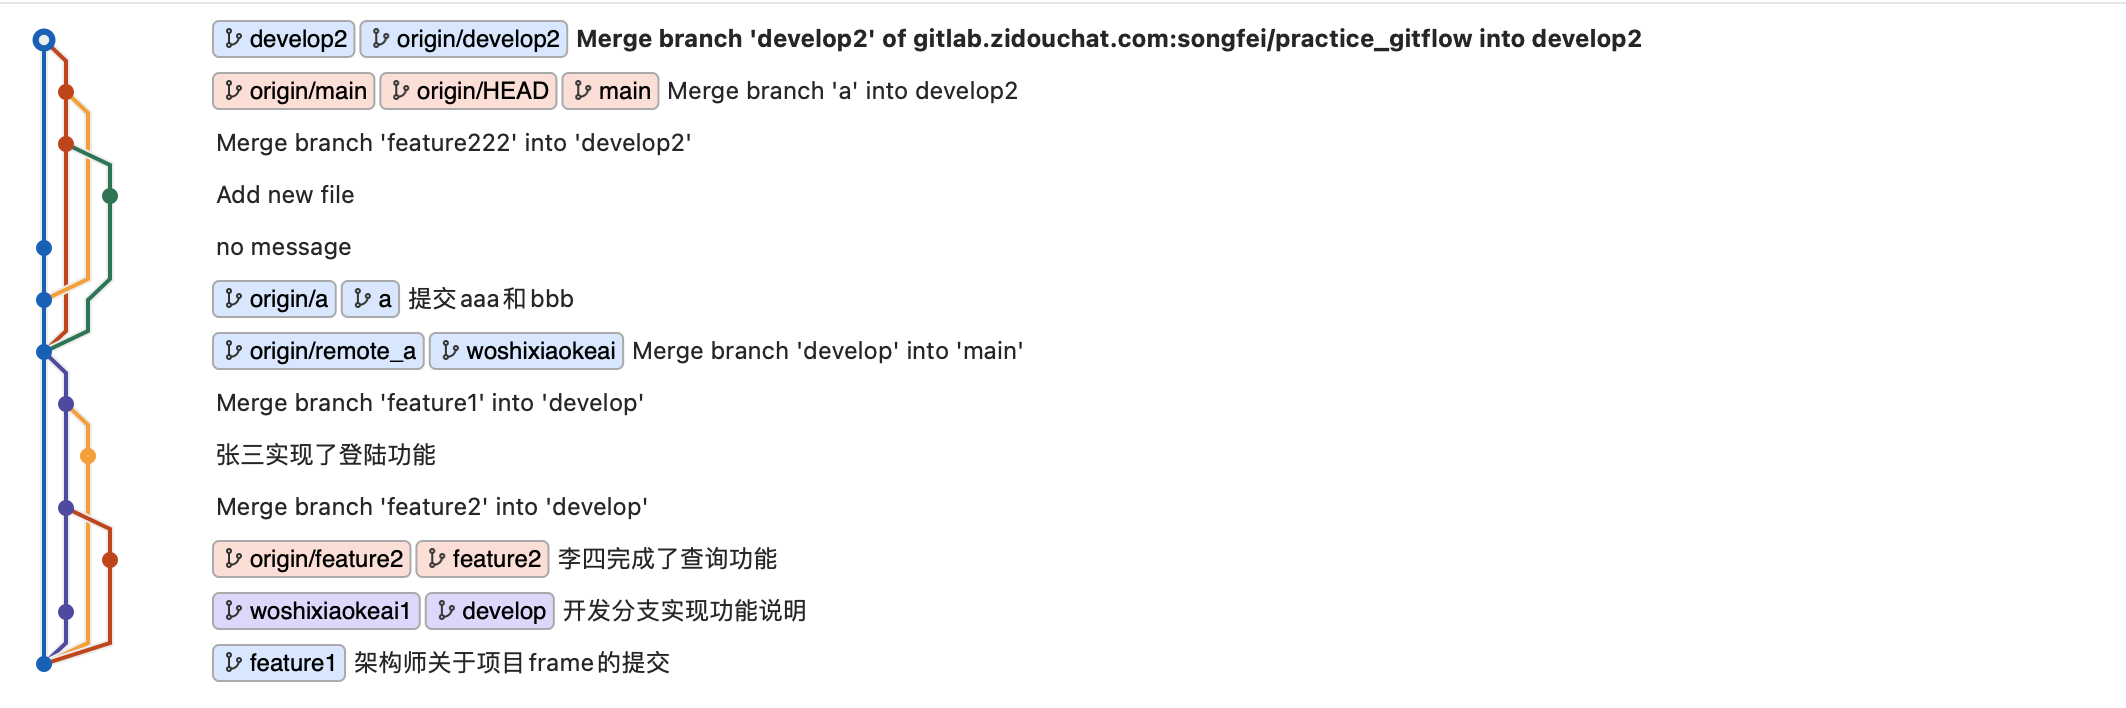 develop2 origin/develop2 Merge branch 'develop2' of gitlab.zidouchat.com:songfei/practice_gitflow into develop2
origin/main origin/HEAD main Merge branch 'a' into develop2
Merge branch 'feature222' into 'develop2'
Add new file
no message
origin/a a 提交aaa和bbb
origin/remote_a woshixiaokeai Merge branch 'develop' into 'main'
Merge branch 'feature1' into 'develop'
张三实现了登陆功能
Merge branch 'feature2' into 'develop'
origin/feature2 feature2 李四完成了查询功能
woshixiaokeai1 develop 开发分支实现功能说明
feature1 架构师关于项目frame的提交